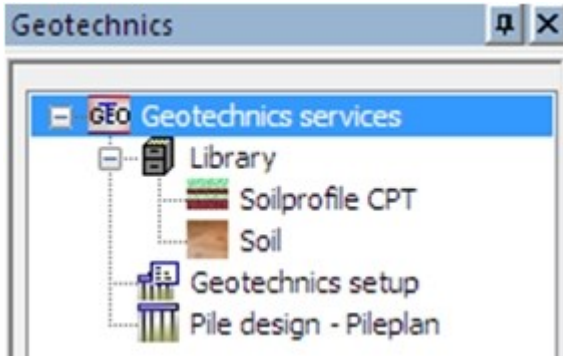 Geotechnics
GEO Geotechnics services
Library
Soilprofile CPT
Soil
Geotechnics setup
Pile design - Pileplan